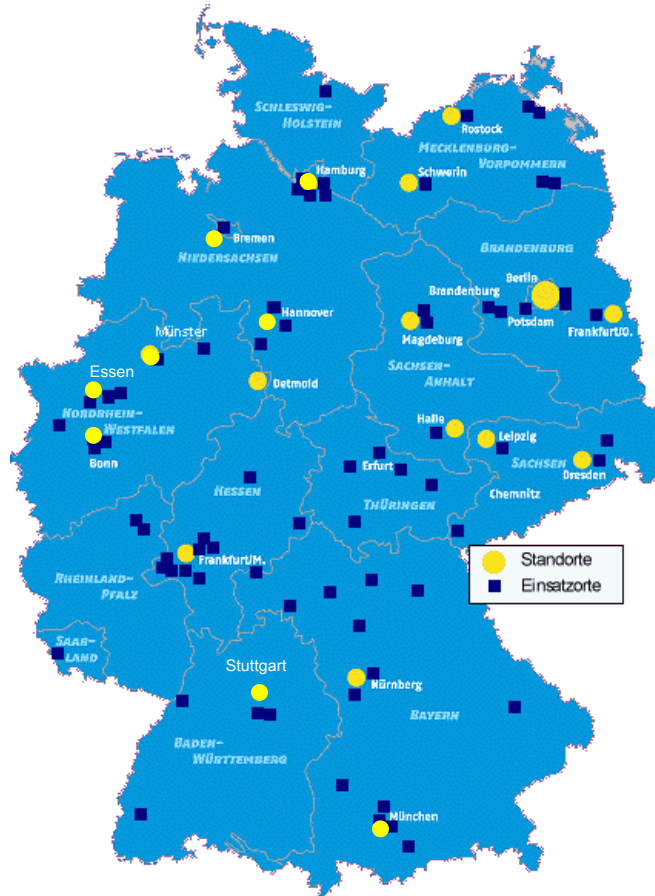 SCHLESWIG-
HOLSTEIN
Rostock
MECKLENBURG-
VORPOMMERN
Hamburg
Schwerin
Bremen
NIEDERSACHSEN
BRANDENBURG
Berlin
Brandenburg
Potsdam
Frankfurt/O.
Hannover
Magdeburg
Münster
SACHSEN-
ANHALT
Essen
Detmold
NORDRHEIN-
WESTFALEN
Halle
Leipzig
Bonn
Erfurt
SACHSEN
Dresden
HESSEN
THÜRINGEN
Chemnitz
Frankfurt/M.
Standorte
Einsatzorte
RHEINLAND-
PFALZ
SAAR-
LAND
Stuttgart
Nürnberg
BAYERN
BADEN-
WÜRTTEMBERG
München